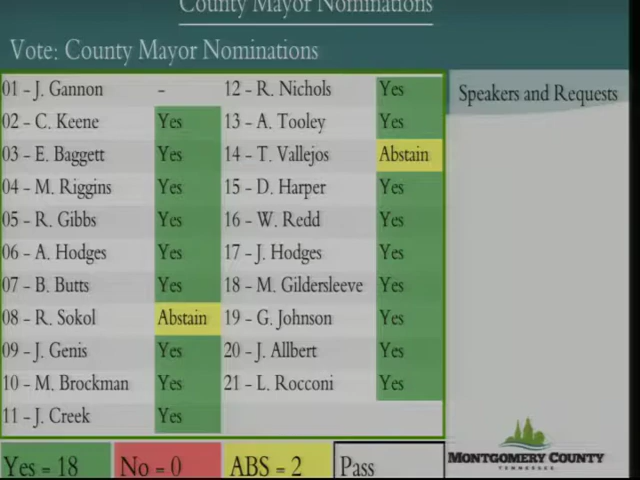 County Mayor Nominations
Vote: County Mayor Nominations
01 – J. Gannon –
02 – C. Keene Yes
03 – E. Baggett Yes
04 – M. Riggins Yes
05 – R. Gibbs Yes
06 – A. Hodges Yes
07 – B. Butts Yes
08 – R. Sokol Abstain
09 – J. Genis Yes
10 – M. Brockman Yes
11 – J. Creek Yes
12 – R. Nichols Yes
13 – A. Tooley Yes
14 – T. Vallejos Abstain
15 – D. Harper Yes
16 – W. Redd Yes
17 – J. Hodges Yes
18 – M. Gildersleeve Yes
19 – G. Johnson Yes
20 – J. Allbert Yes
21 – L. Rocconi Yes
Speakers and Requests
Yes = 18 No = 0 ABS = 2 Pass
MONTGOMERY COUNTY
TENNESSEE